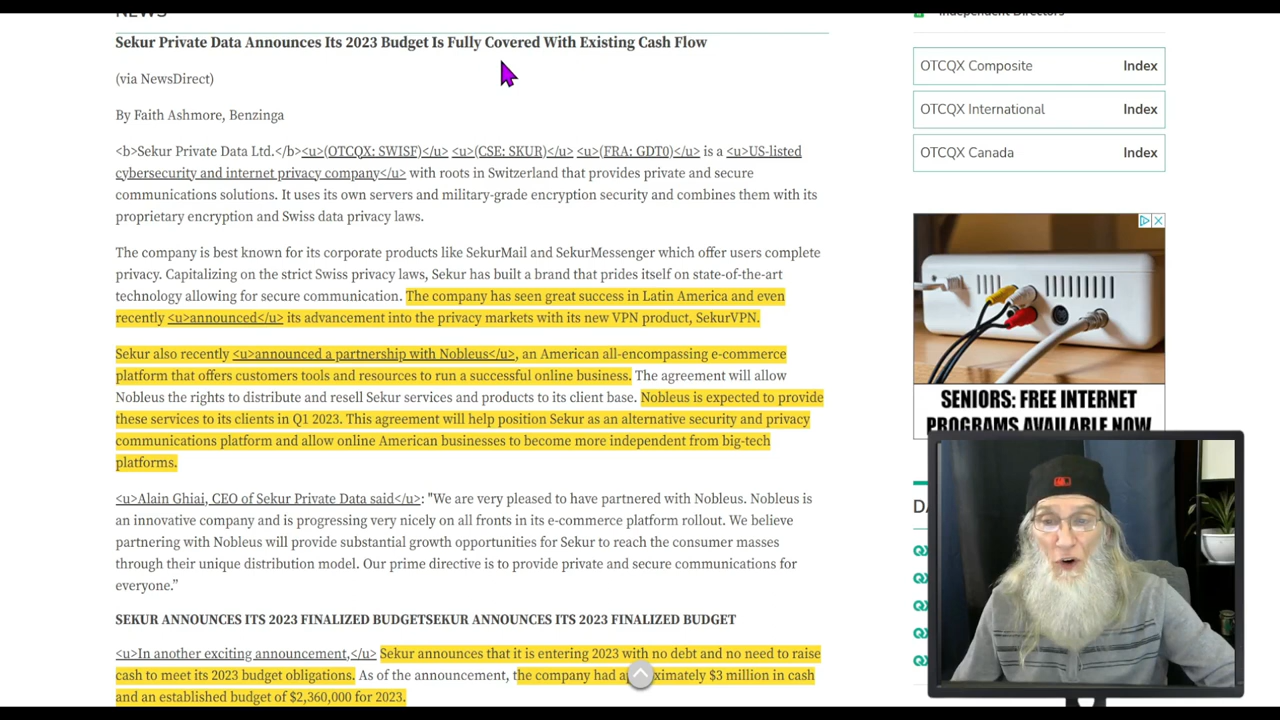 NEWS
Sekur Private Data Announces Its 2023 Budget Is Fully Covered With Existing Cash Flow
(via NewsDirect)
By Faith Ashmore, Benzinga
<b>Sekur Private Data Ltd.</b><u>(OTCQX: SWISF)</u> <u>(CSE: SKUR)</u> <u>(FRA: GDT0)</u> is a <u>US-listed
cybersecurity and internet privacy company</u> with roots in Switzerland that provides private and secure
communications solutions. It uses its own servers and military-grade encryption security and combines them with its
proprietary encryption and Swiss data privacy laws.
The company is best known for its corporate products like SekurMail and SekurMessenger which offer users complete
privacy. Capitalizing on the strict Swiss privacy laws, Sekur has built a brand that prides itself on state-of-the-art
technology allowing for secure communication. The company has seen great success in Latin America and even
recently <u>announced</u> its advancement into the privacy markets with its new VPN product, SekurVPN.
Sekur also recently <u>announced a partnership with Nobleus</u>, an American all-encompassing e-commerce
platform that offers customers tools and resources to run a successful online business. The agreement will allow
Nobleus the rights to distribute and resell Sekur services and products to its client base. Nobleus is expected to provide
these services to its clients in Q1 2023. This agreement will help position Sekur as an alternative security and privacy
communications platform and allow online American businesses to become more independent from big-tech
platforms.
<u>Alain Ghiai, CEO of Sekur Private Data said</u>: "We are very pleased to have partnered with Nobleus. Nobleus is
an innovative company and is progressing very nicely on all fronts in its e-commerce platform rollout. We believe
partnering with Nobleus will provide substantial growth opportunities for Sekur to reach the consumer masses
through their unique distribution model. Our prime directive is to provide private and secure communications for
everyone.”
SEKUR ANNOUNCES ITS 2023 FINALIZED BUDGETSEKUR ANNOUNCES ITS 2023 FINALIZED BUDGET
<u>In another exciting announcement,</u> Sekur announces that it is entering 2023 with no debt and no need to raise
cash to meet its 2023 budget obligations. As of the announcement, the company had a ximately $3 million in cash
and an established budget of $2,360,000 for 2023.
Independent Directors
OTCQX Composite Index
OTCQX International Index
OTCQX Canada Index
SENIORS: FREE INTERNET
PROGRAMS AVAILABLE NOW